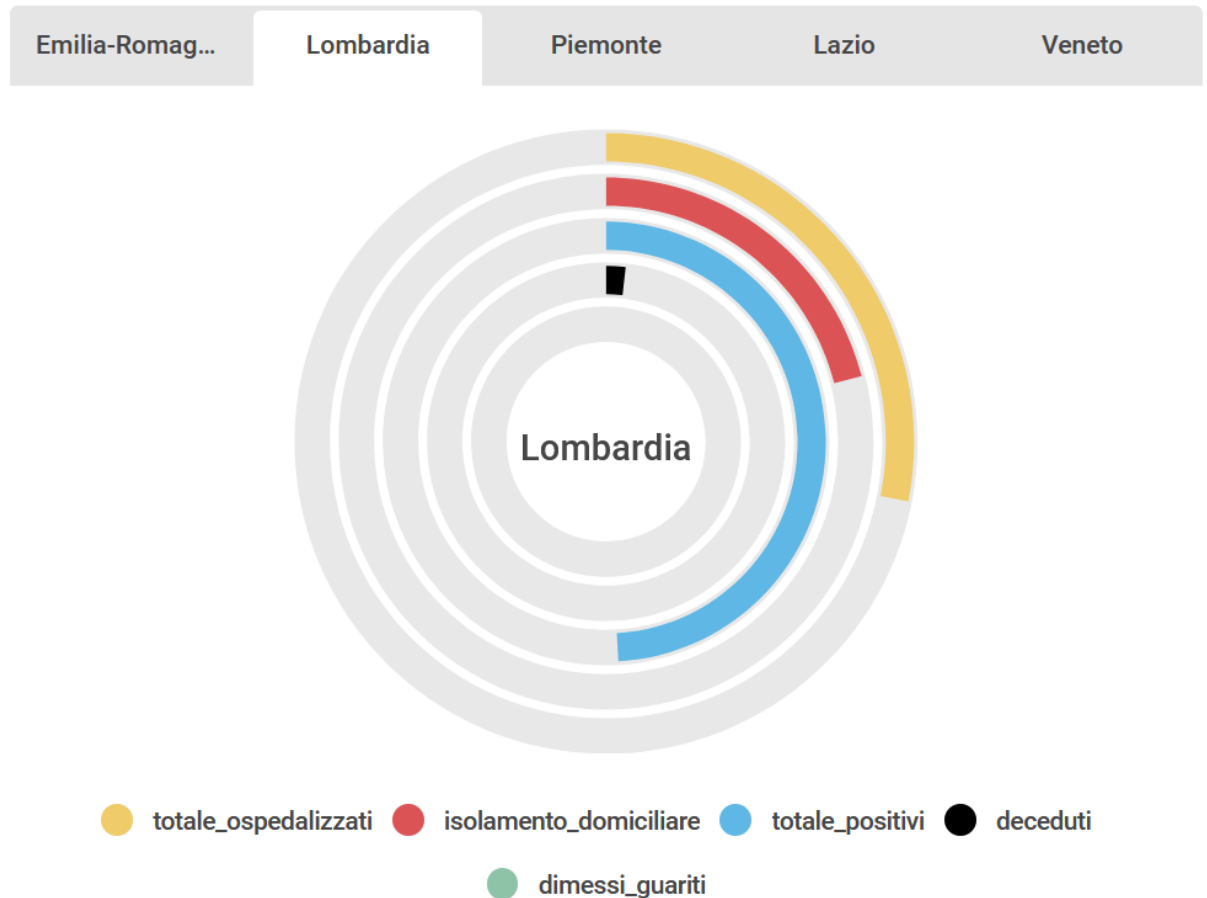 Emilia-Romag... Lombardia Piemonte Lazio Veneto
Lombardia
totale_ospedalizzati isolamento_domiciliare totale_positivi deceduti
dimessi_guariti